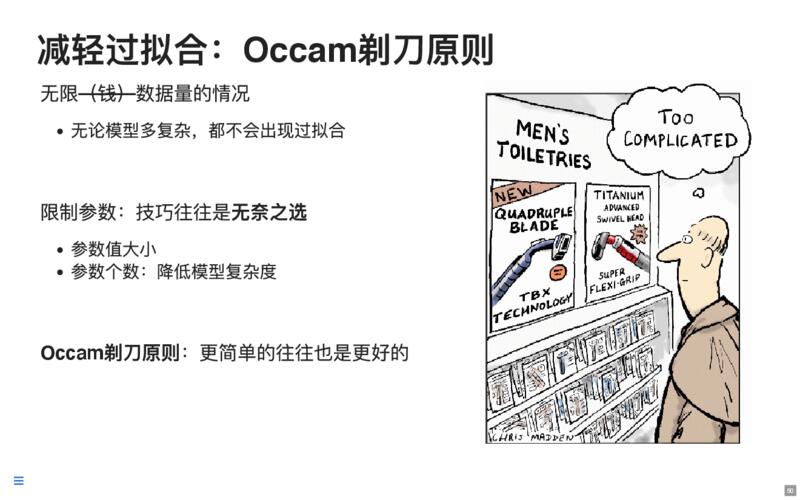 减轻过拟合：Occam剃刀原则
无限（钱）数据量的情况
• 无论模型多复杂，都不会出现过拟合
限制参数：技巧往往是无奈之选
• 参数值大小
• 参数个数：降低模型复杂度
Occam剃刀原则：更简单的往往也是更好的
TOO
COMPLICATED
MEN'S
TOILETRIES
NEW
QUADRUPLE
BLADE
TBX
TECHNOLOGY
TITANIUM
ADVANCED
SWIVEL HEAD
SUPER
FLEXI-GRIP
CHRIS MADDEN
50